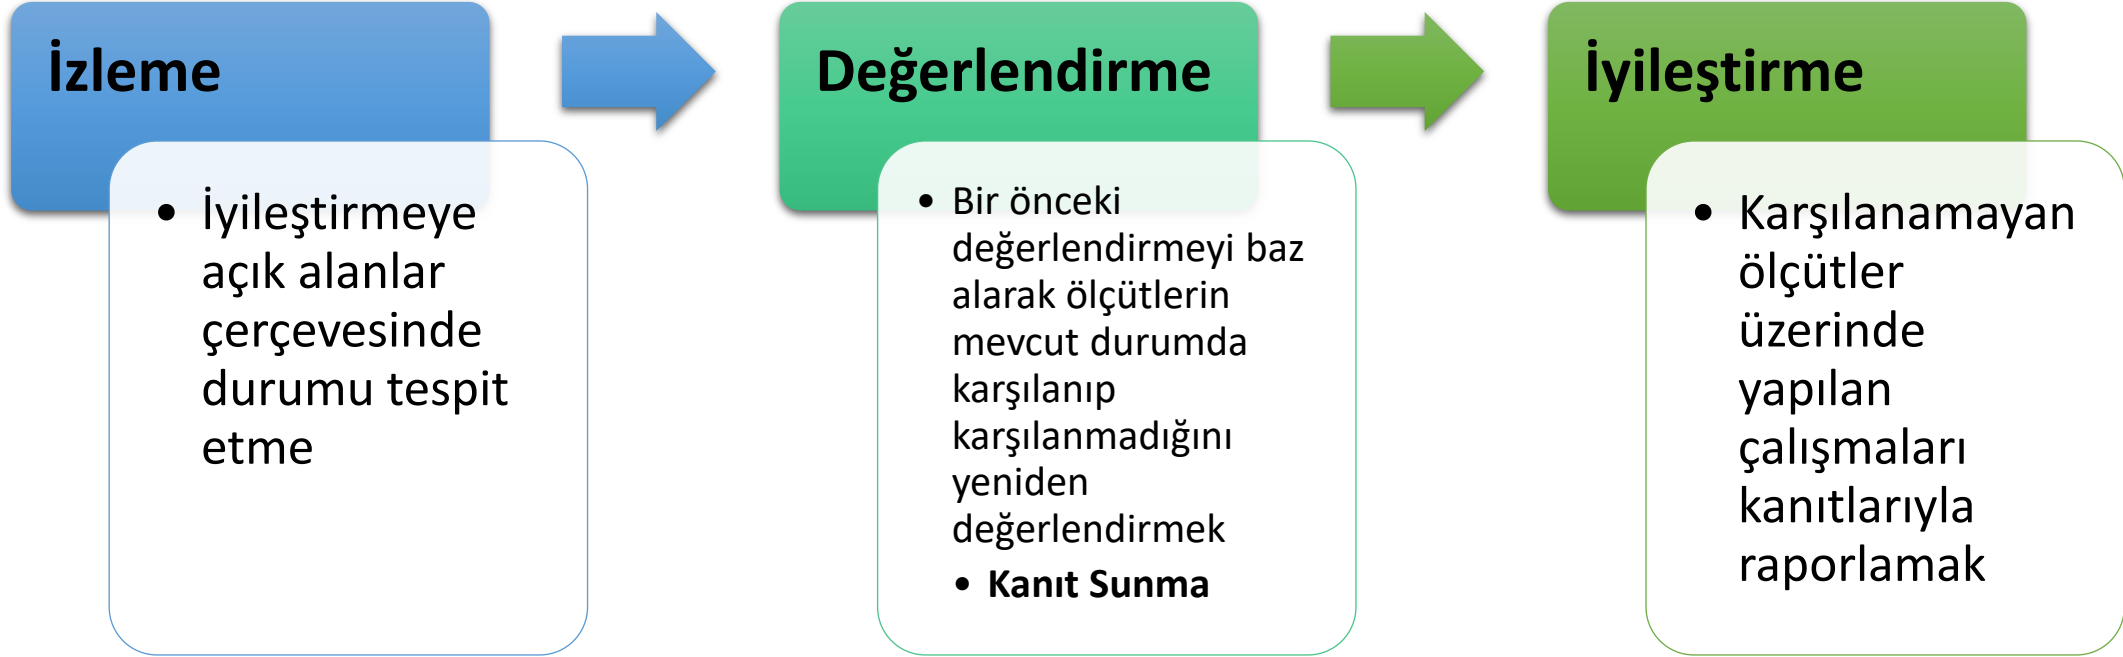 İzleme
• İyileştirmeye
açık alanlar
çerçevesinde
durumu tespit
etme
Değerlendirme
• Bir önceki
değerlendirmeyi baz
alarak ölçütlerin
mevcut durumda
karşılanıp
karşılanmadığını
yeniden
değerlendirmek
• Kanıt Sunma
İyileştirme
• Karşılanamayan
ölçütler
üzerinde
yapılan
çalışmaları
kanıtlarıyla
raporlamak